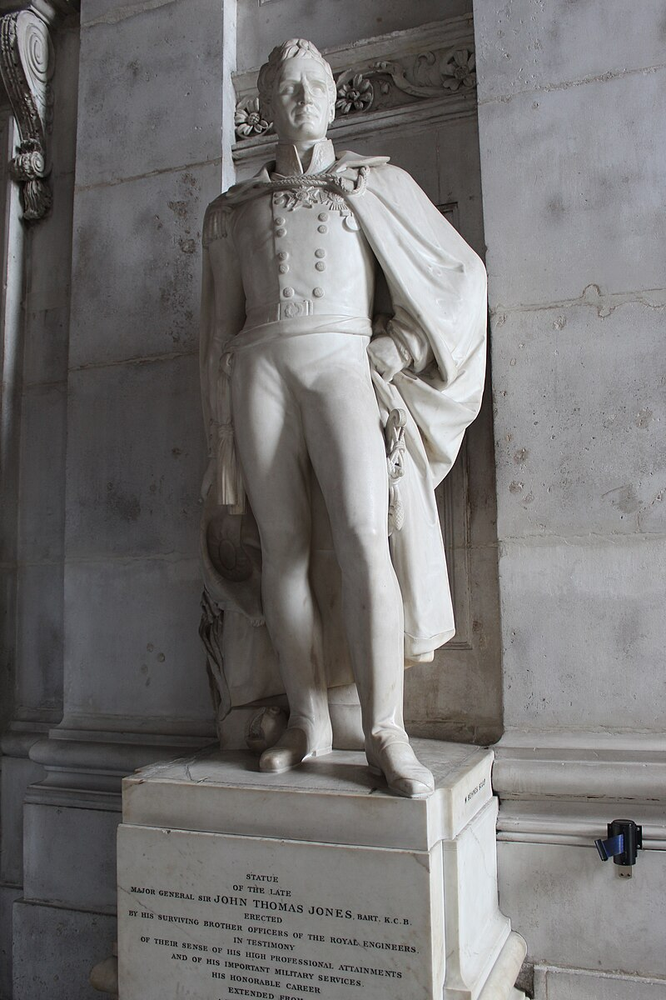 W BEHNES SCULP
STATUE
OF THE LATE
MAJOR GENERAL SIR JOHN THOMAS JONES, BART. K.C.B.
ERECTED
BY HIS SURVIVING BROTHER OFFICERS OF THE ROYAL ENGINEERS,
IN TESTIMONY
OF THEIR SENSE OF HIS HIGH PROFESSIONAL ATTAINMENTS
AND OF HIS IMPORTANT MILITARY SERVICES.
HIS HONORABLE CAREER
EXTENDED FROM